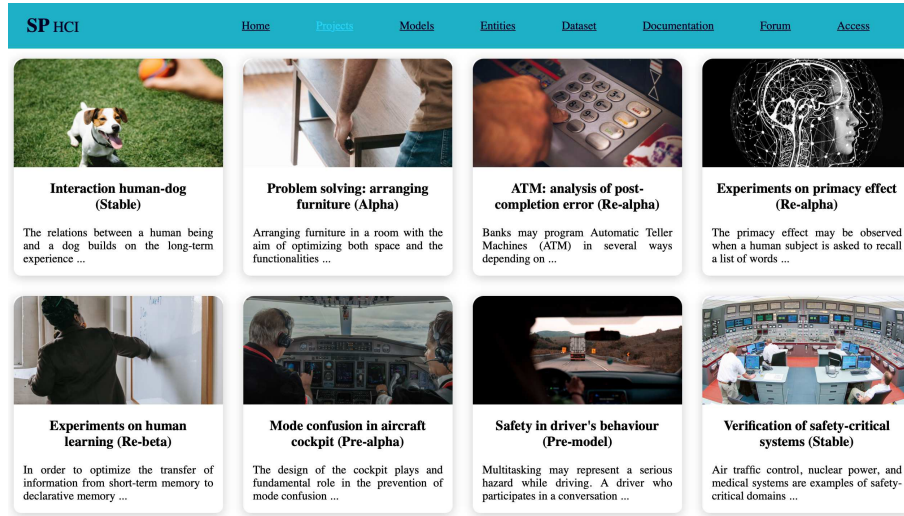 SP HCI Home Projects Models Entities Dataset Documentation Forum Access
Interaction human-dog
(Stable)
The relations between a human being
and a dog builds on the long-term
experience ...
Problem solving: arranging
furniture (Alpha)
Arranging furniture in a room with the
aim of optimizing both space and the
functionalities ...
ATM: analysis of post-
completion error (Re-alpha)
Banks may program Automatic Teller
Machines (ATM) in several ways
depending on ...
Experiments on primacy effect
(Re-alpha)
The primacy effect may be observed
when a human subject is asked to recall
a list of words ...
Experiments on human
learning (Re-beta)
In order to optimize the transfer of
information from short-term memory to
declarative memory ...
Mode confusion in aircraft
cockpit (Pre-alpha)
The design of the cockpit plays and
fundamental role in the prevention of
mode confusion ...
Safety in driver's behaviour
(Pre-model)
Multitasking may represent a serious
hazard while driving. A driver who
participates in a conversation ...
Verification of safety-critical
systems (Stable)
Air traffic control, nuclear power, and
medical systems are examples of safety-
critical domains ...